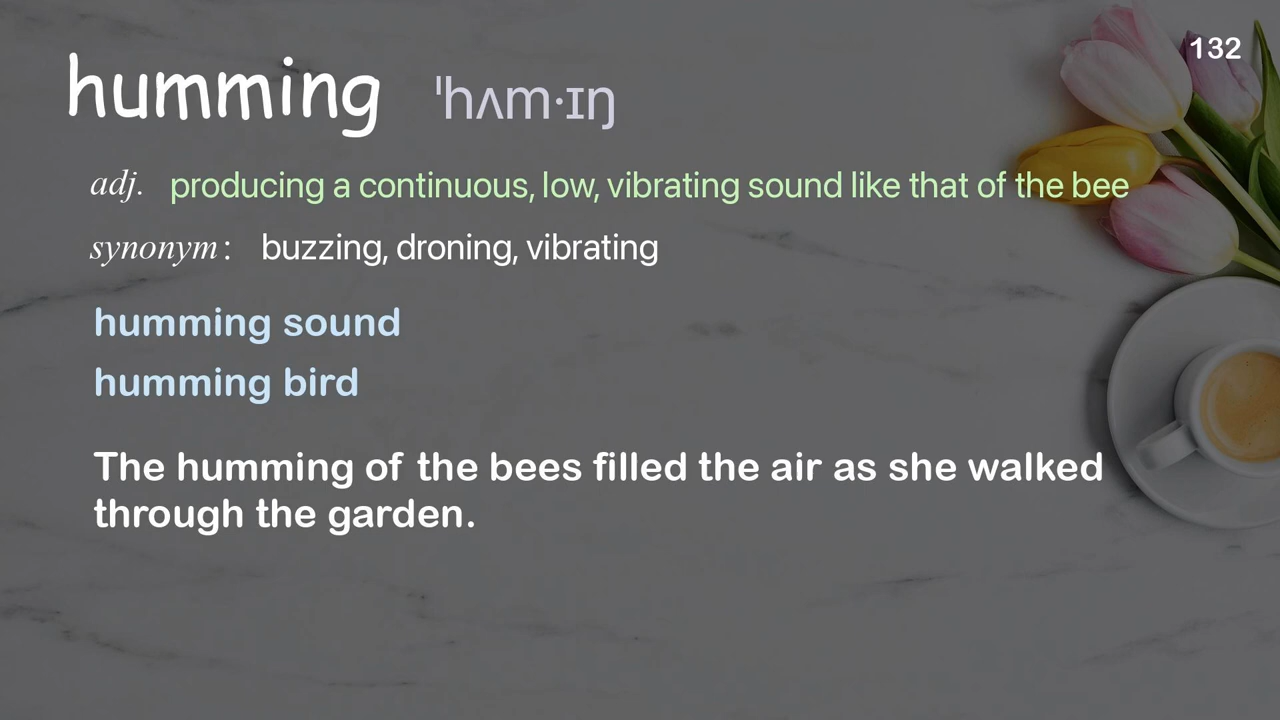 132
humming ˈhʌm·ɪŋ
adj. producing a continuous, low, vibrating sound like that of the bee
synonym: buzzing, droning, vibrating
humming sound
humming bird
The humming of the bees filled the air as she walked
through the garden.